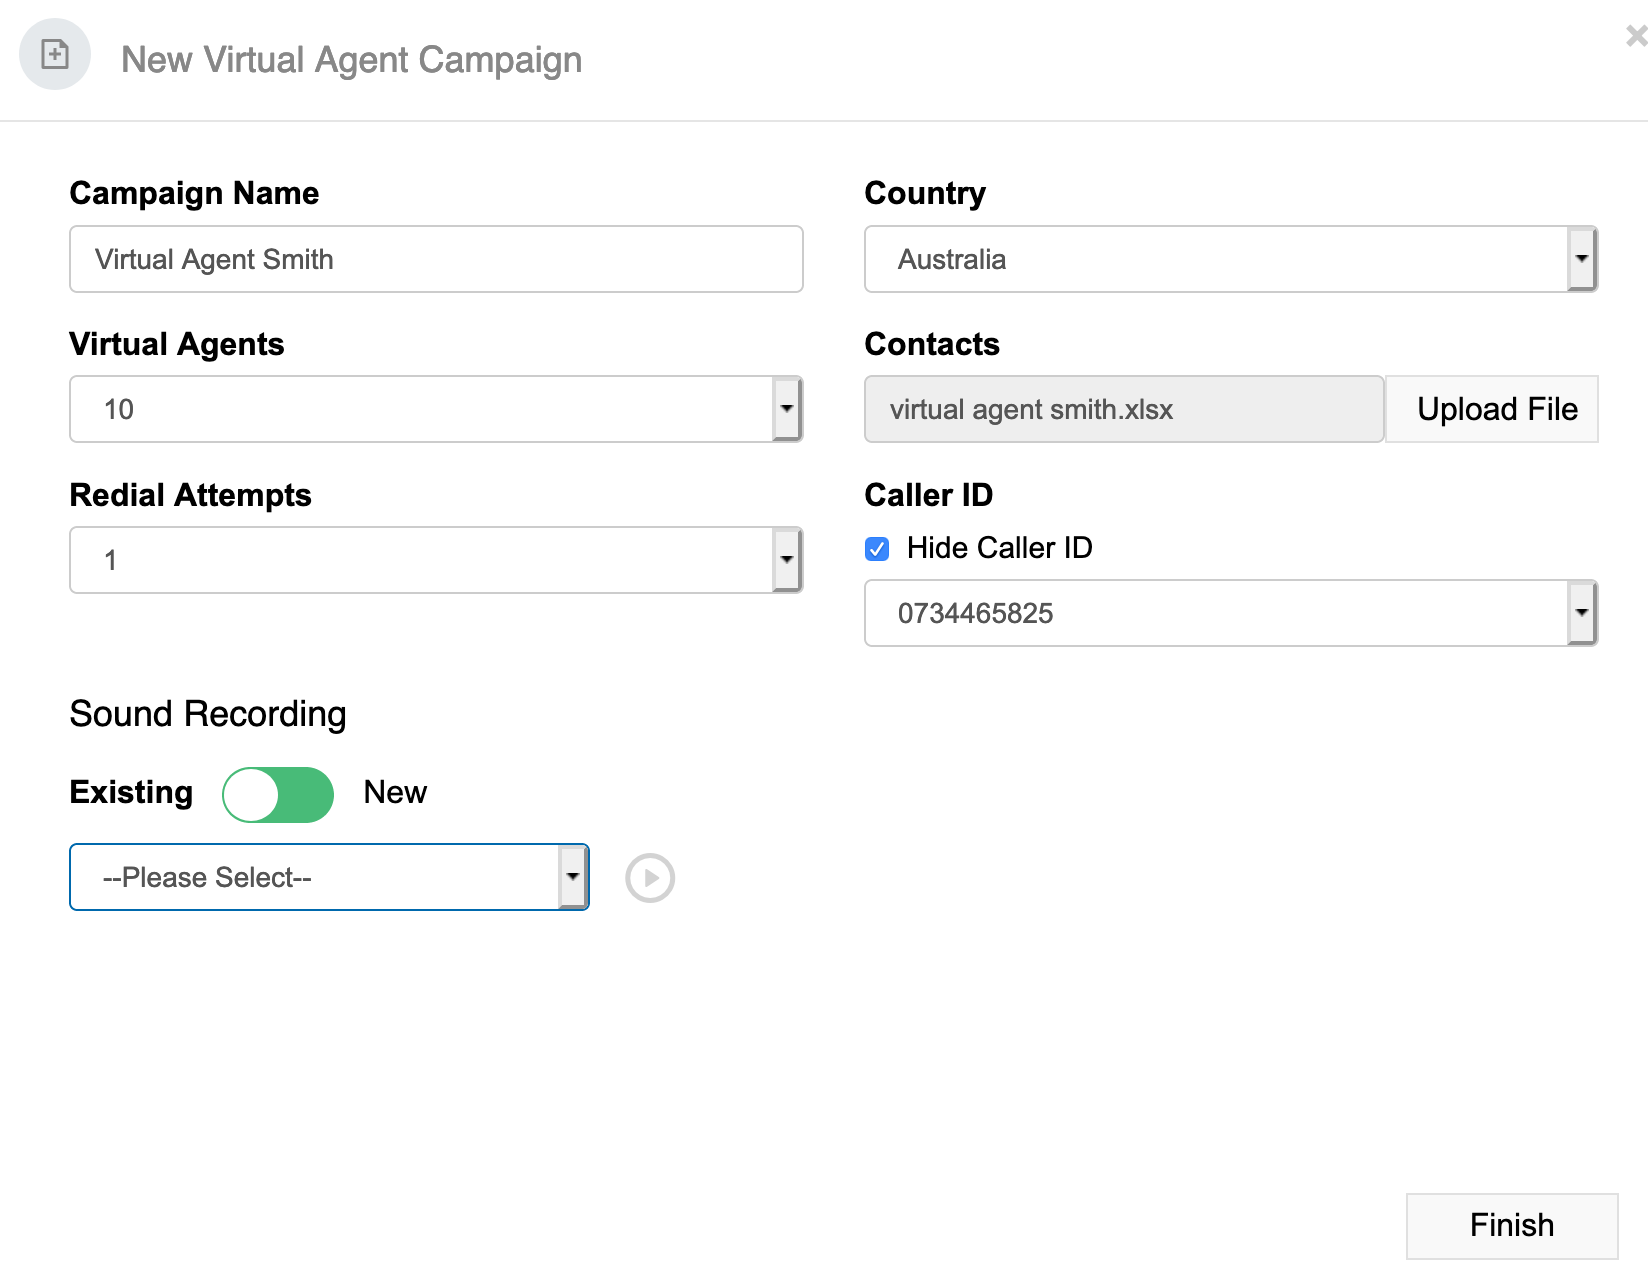 New Virtual Agent Campaign
Campaign Name
Virtual Agent Smith
Country
Australia
Virtual Agents
10
Contacts
virtual agent smith.xlsx
Upload File
Redial Attempts
1
Caller ID
Hide Caller ID
0734465825
Sound Recording
Existing New
--Please Select--
Finish